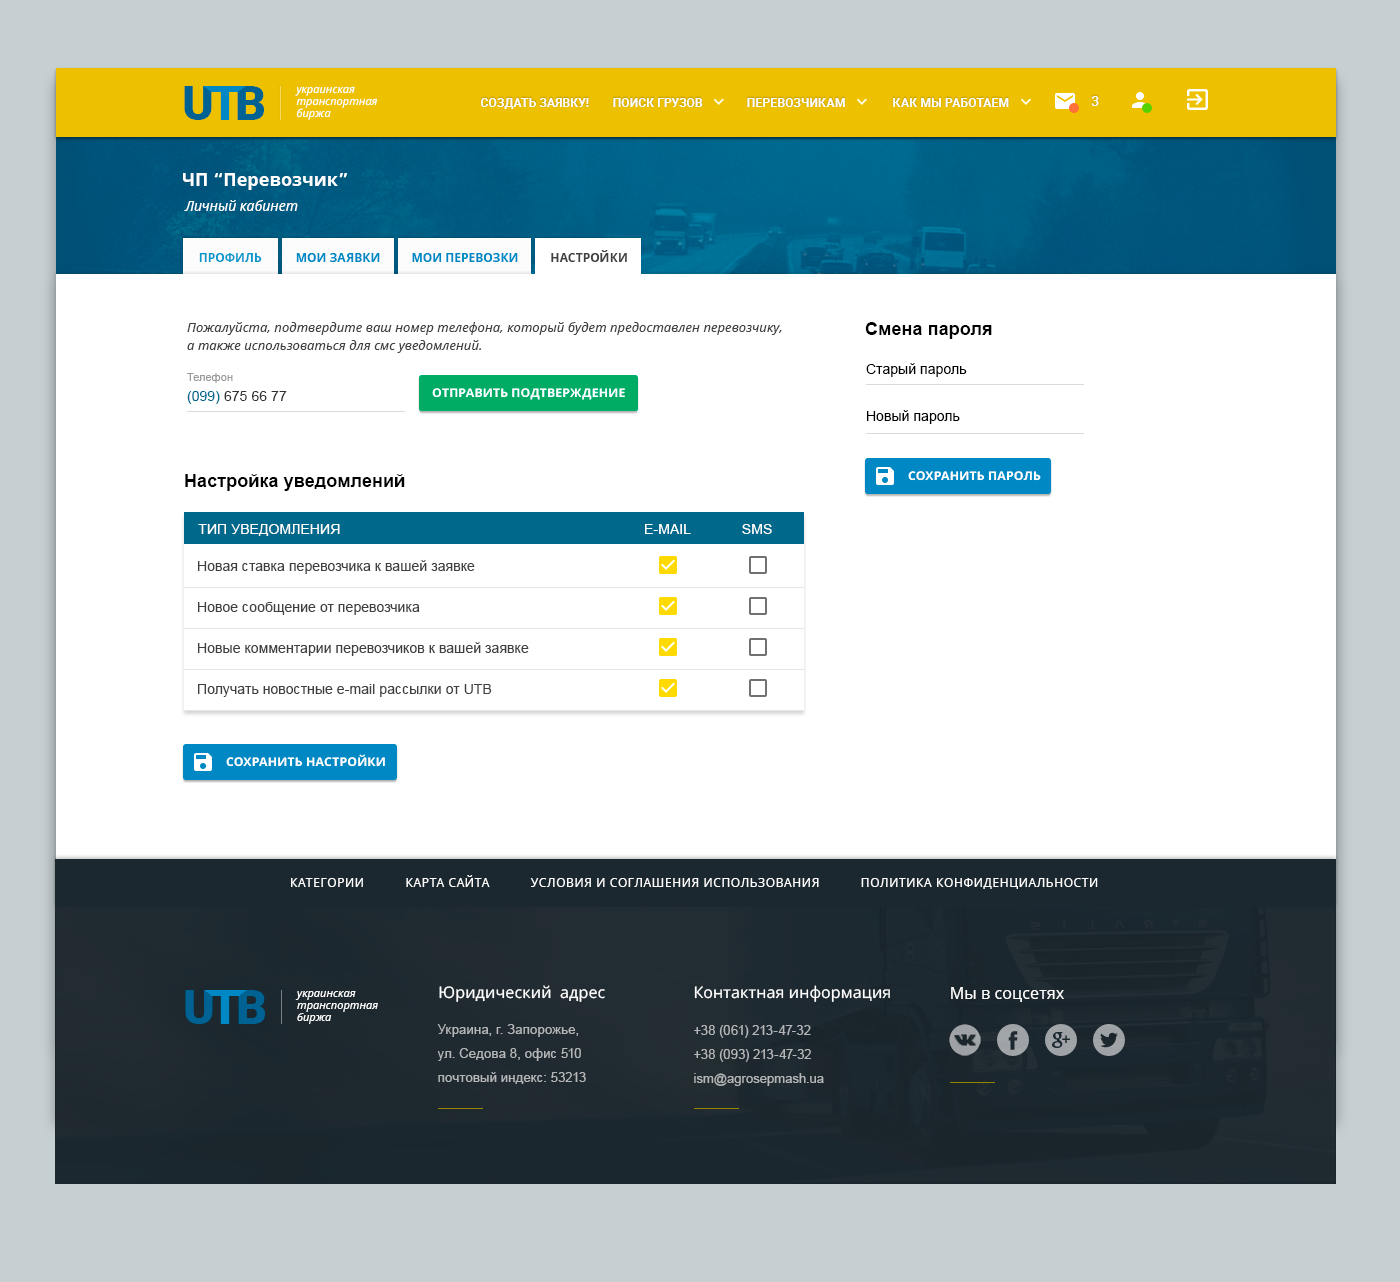 UTB
украинская
транспортная
биржа
СОЗДАТЬ ЗАЯВКУ! ПОИСК ГРУЗОВ ПЕРЕВОЗЧИКАМ КАК МЫ РАБОТАЕМ 3
ЧП “Перевозчик”
Личный кабинет
ПРОФИЛЬ МОИ ЗАЯВКИ МОИ ПЕРЕВОЗКИ НАСТРОЙКИ
Пожалуйста, подтвердите ваш номер телефона, который будет предоставлен перевозчику,
а также использоваться для смс уведомлений.
Телефон
(099) 675 66 77
ОТПРАВИТЬ ПОДТВЕРЖДЕНИЕ
Смена пароля
Старый пароль
Новый пароль
СОХРАНИТЬ ПАРОЛЬ
Настройка уведомлений
ТИП УВЕДОМЛЕНИЯ E-MAIL SMS
Новая ставка перевозчика к вашей заявке
Новое сообщение от перевозчика
Новые комментарии перевозчиков к вашей заявке
Получать новостные e-mail рассылки от UTB
СОХРАНИТЬ НАСТРОЙКИ
КАТЕГОРИИ КАРТА САЙТА УСЛОВИЯ И СОГЛАШЕНИЯ ИСПОЛЬЗОВАНИЯ ПОЛИТИКА КОНФИДЕНЦИАЛЬНОСТИ
UTB
украинская
транспортная
биржа
Юридический адрес
Украина, г. Запорожье,
ул. Седова 8, офис 510
почтовый индекс: 53213
Контактная информация
+38 (061) 213-47-32
+38 (093) 213-47-32
ism@agrosepmash.ua
Мы в соцсетях